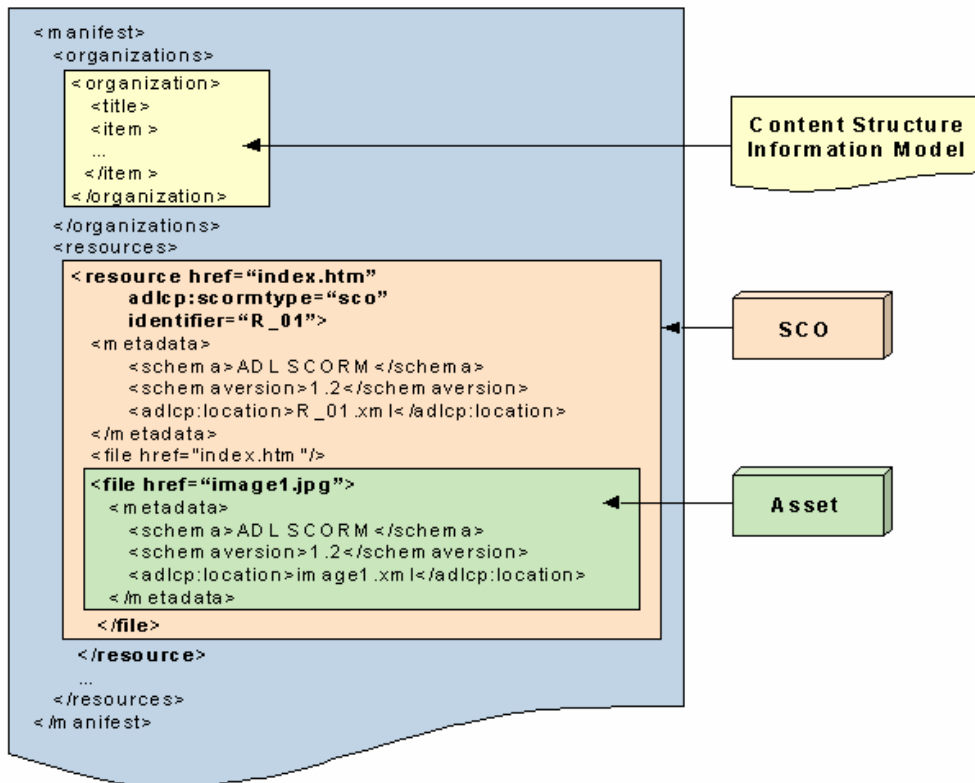 <manifest>
<organizations>
<organization>
<title>
<item>
...
</item>
</organization>
</organizations>
<resources>
<resource href="index.htm"
adlcp:scormtype="sco"
identifier="R_01">
<metadata>
<schema>ADL SCORM</schema>
<schemaversion>1.2</schemaversion>
<adlcp:location>R_01.xml</adlcp:location>
</metadata>
<file href="index.htm"/>
<file href="image1.jpg">
<metadata>
<schema>ADL SCORM</schema>
<schemaversion>1.2</schemaversion>
<adlcp:location>image1.xml</adlcp:location>
</metadata>
</file>
</resource>
...
</resources>
</manifest>
Content Structure
Information Model
SCO
Asset